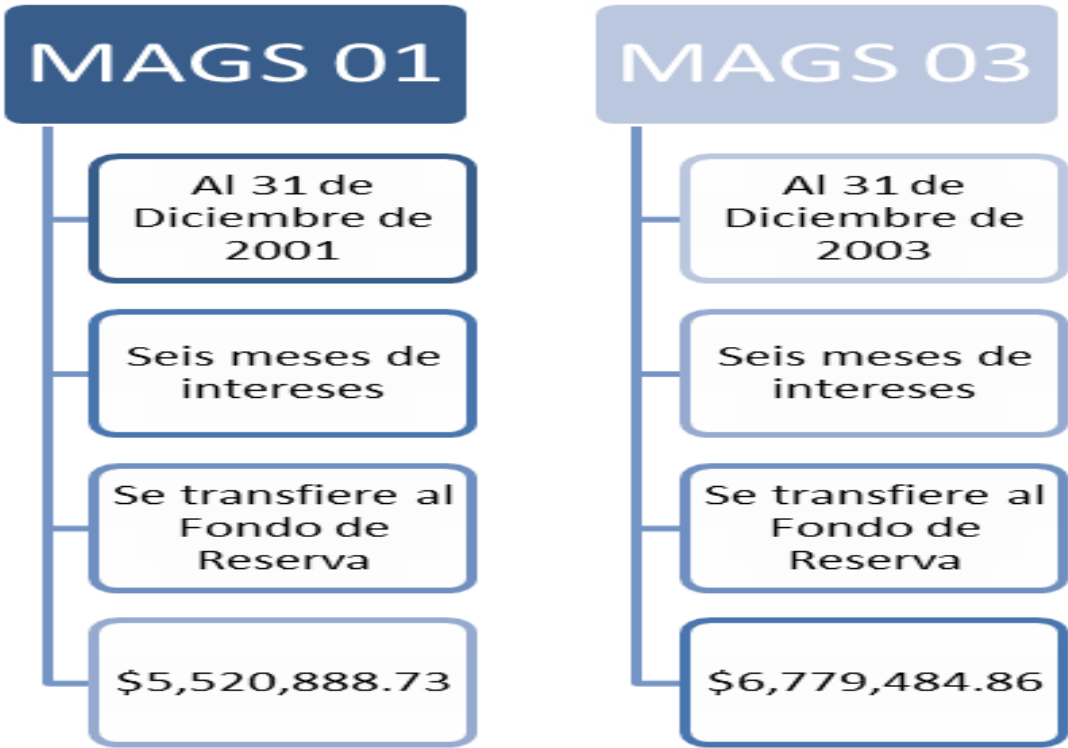 MAGS 01
Al 31 de
Diciembre de
2001
Seis meses de
intereses
Se transfiere al
Fondo de
Reserva
$5,520,888.73
MAGS 03
Al 31 de
Diciembre de
2003
Seis meses de
intereses
Se transfiere al
Fondo de
Reserva
$6,779,484.86